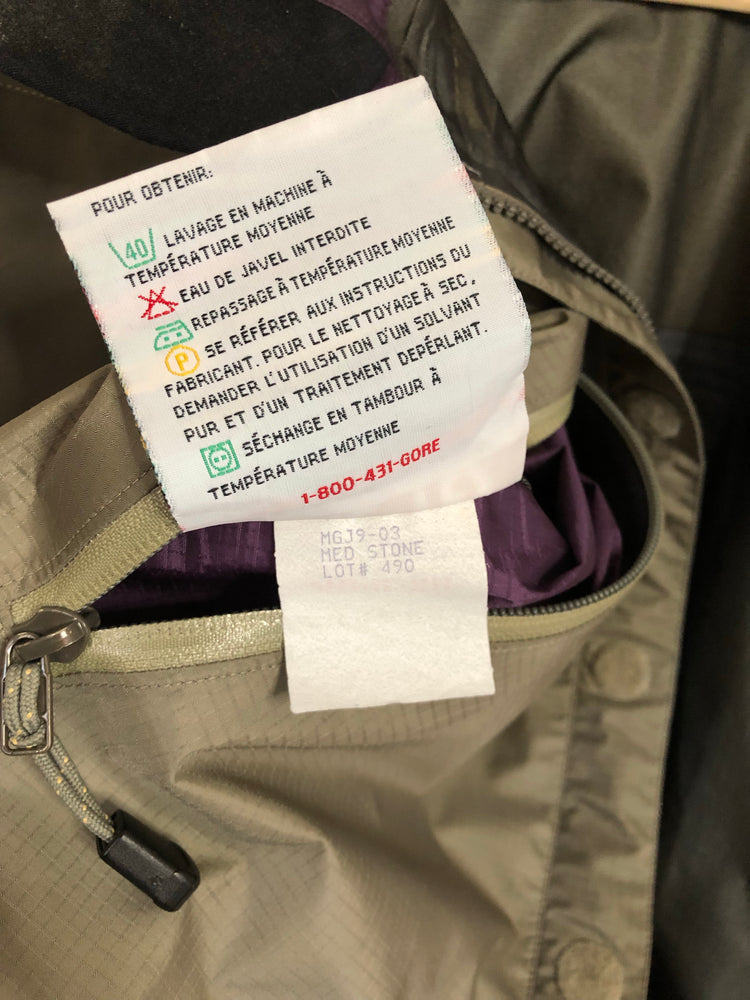 POUR OBTENIR:
40 LAVAGE EN MACHINE À
TEMPÉRATURE MOYENNE
EAU DE JAVEL INTERDITE
REPASSAGE À TEMPÉRATURE MOYENNE
P SE RÉFÉRER AUX INSTRUCTIONS DU
FABRICANT. POUR LE NETTOYAGE À SEC,
DEMANDER L'UTILISATION D'UN SOLVANT
PUR ET D'UN TRAITEMENT DEPÉRLANT.
SÉCHANGE EN TAMBOUR À
TEMPÉRATURE MOYENNE
1-800-431-GORE
MGJ9-03
MED STONE
LOT# 490